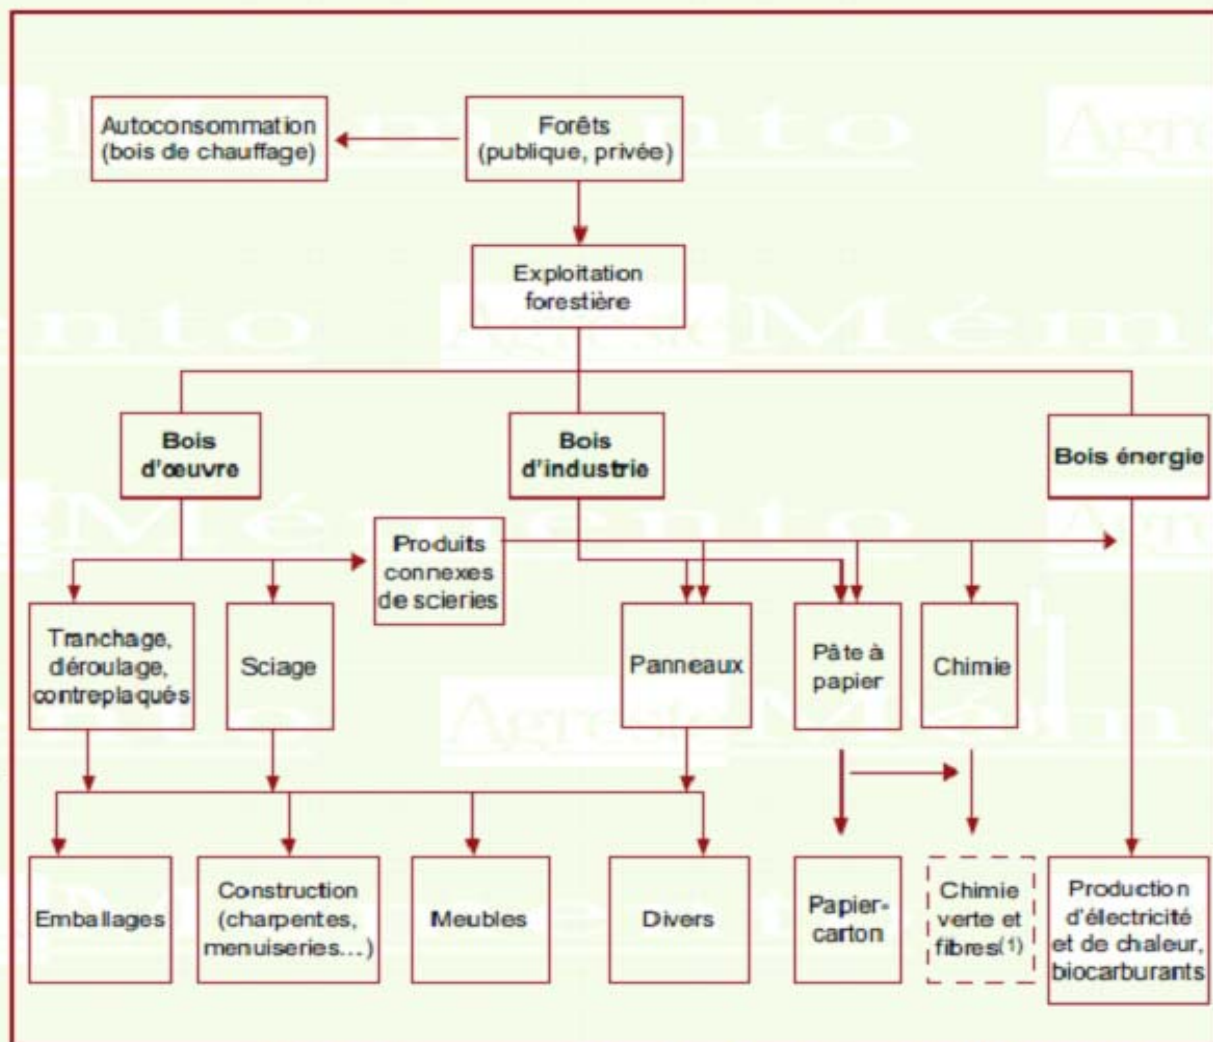 Autoconsommation
(bois de chauffage)
Forêts
(publique, privée)
Exploitation
forestière
Bois
d'œuvre
Bois
d'industrie
Bois énergie
Produits
connexes
de scieries
Tranchage,
déroulage,
contreplaqués
Sciage
Panneaux
Pâte à
papier
Chimie
Emballages
Construction
(charpentes,
menuiseries...)
Meubles
Divers
Papier-
carton
Chimie
verte et
fibres(1)
Production
d'électricité
et de chaleur,
biocarburants